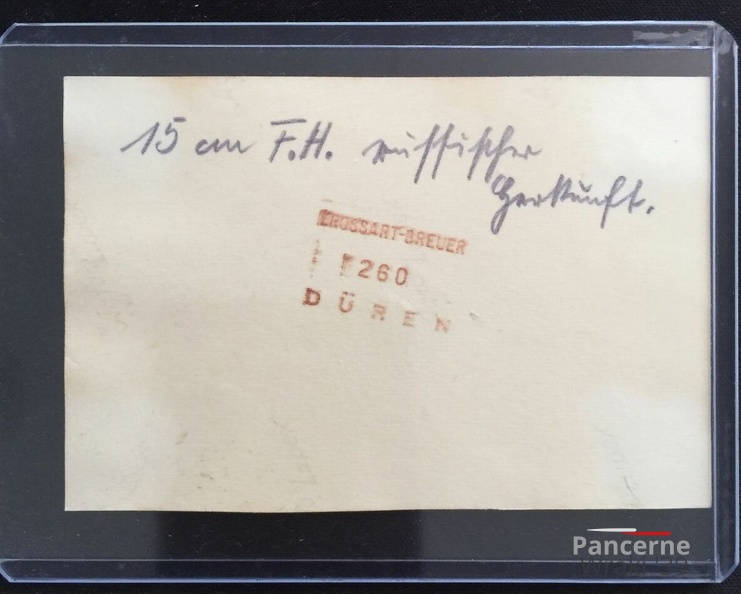 15 cm F.H. russischer
Herkunft.
GROSSART-BREUER
260
DÜREN
Pancerne